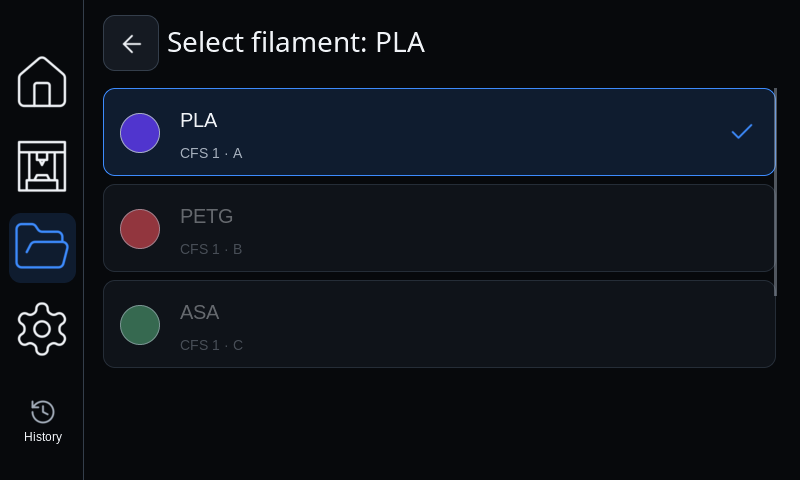 Select filament: PLA
PLA
CFS 1 · A
PETG
CFS 1 · B
ASA
CFS 1 · C
History